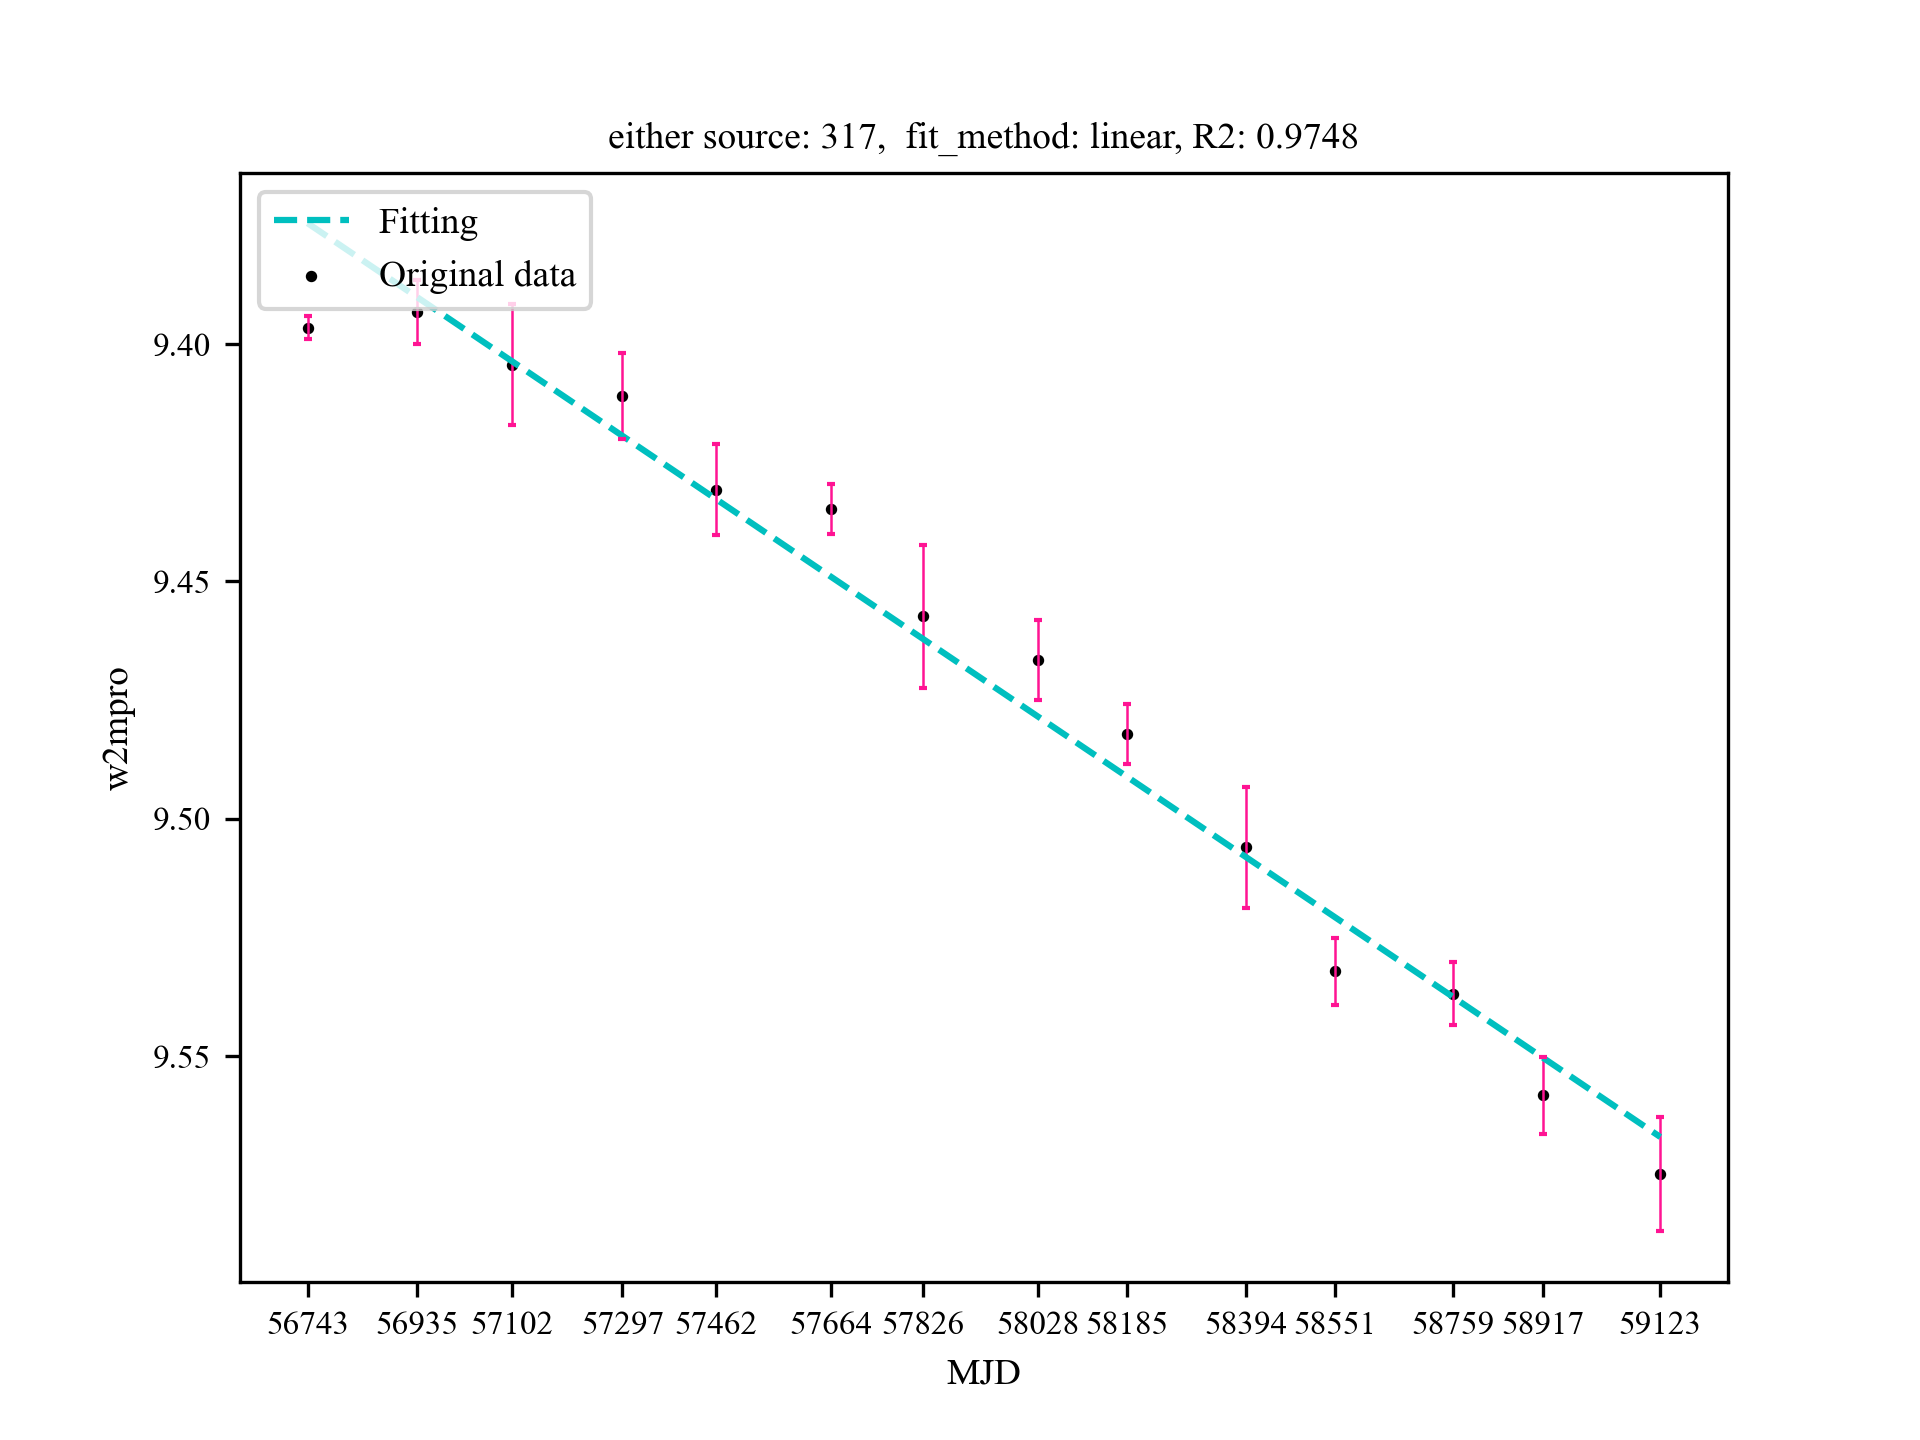 either source: 317,  fit_method: linear, R2: 0.9748
Fitting
Original data
9.40
9.45
9.50
9.55
w2mpro
56743 56935 57102 57297 57462 57664 57826 58028 58185 58394 58551 58759 58917 59123
MJD